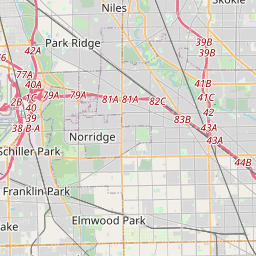 Niles
Skokie
Park Ridge
42A
39B
39B
77A
40A
79A
79A
81A
81A
82C
41B
41C
2B
1C
40
39
38 B-A
42
83B
43A
43A
Norridge
Schiller Park
44B
Franklin Park
Elmwood Park
Lake